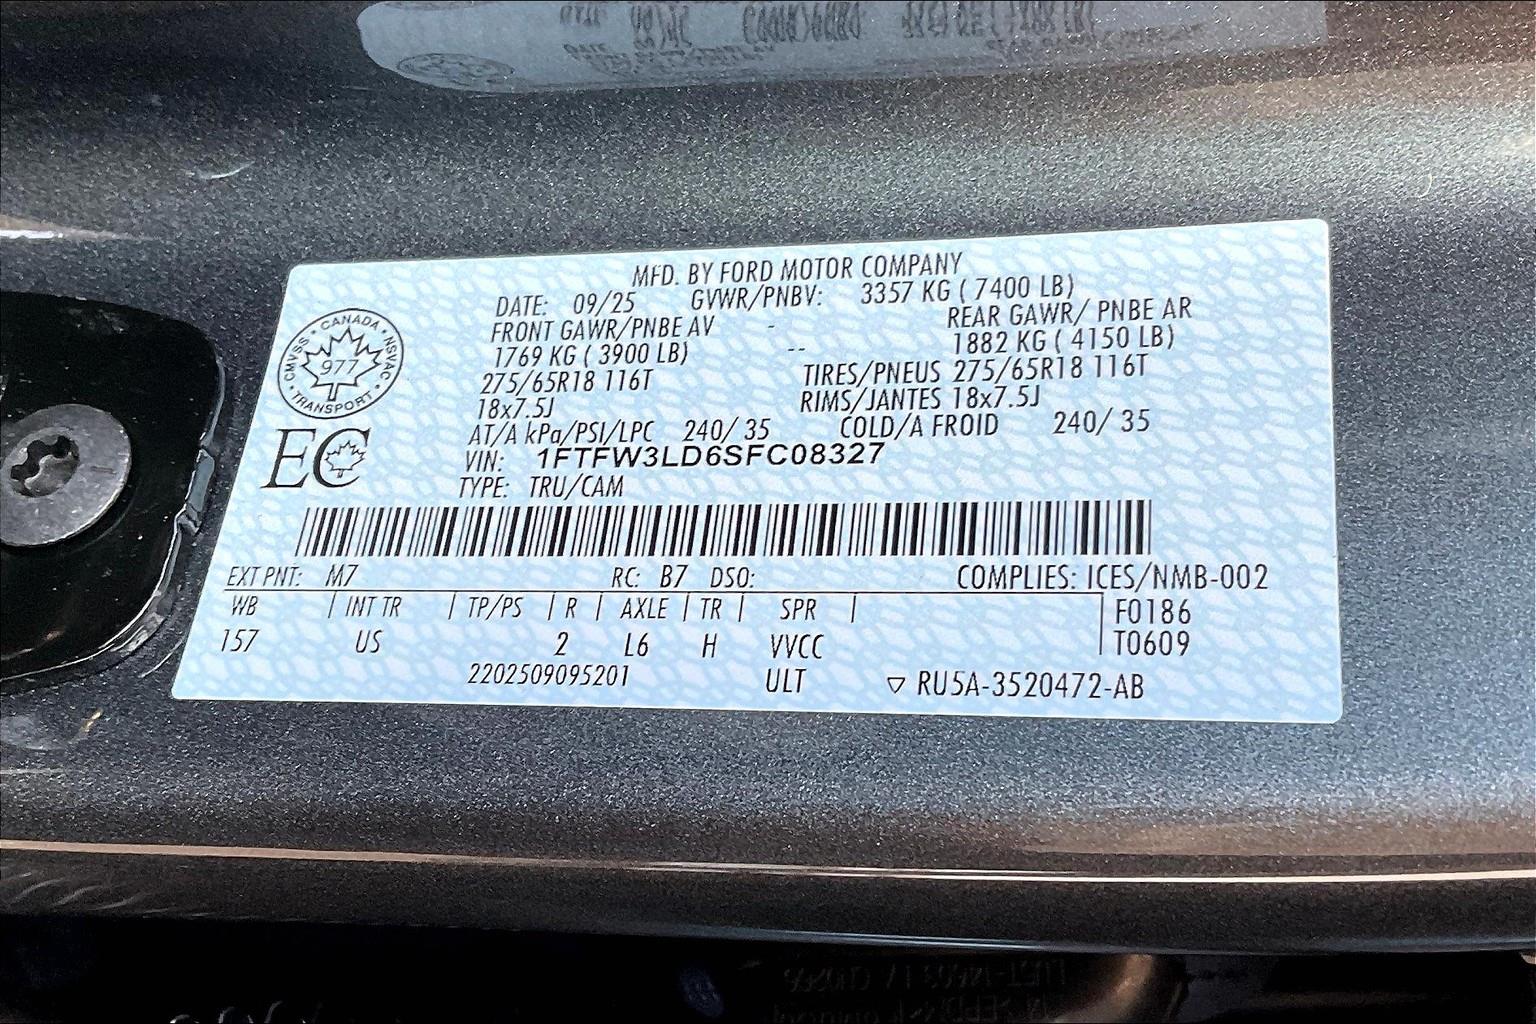 MFD. BY FORD MOTOR COMPANY
DATE: 09/25 GVWR/PNBV: 3357 KG ( 7400 LB)
FRONT GAWR/PNBE AV - REAR GAWR/ PNBE AR
1769 KG ( 3900 LB) -- 1882 KG ( 4150 LB)
275/65R18 116T TIRES/PNEUS 275/65R18 116T
18x7.5J RIMS/JANTES 18x7.5J
AT/A kPa/PSI/LPC 240/ 35 COLD/A FROID 240/ 35
VIN: 1FTFW3LD6SFC08327
TYPE: TRU/CAM
CANADA
CMVSS NSVAC
977
TRANSPORT
EC
EXT PNT: M7 RC: B7 DSO: COMPLIES: ICES/NMB-002
WB | INT TR | TP/PS | R | AXLE | TR | SPR | F0186
157 US 2 L6 H VVCC T0609
2202509095201 ULT ▽ RU5A-3520472-AB